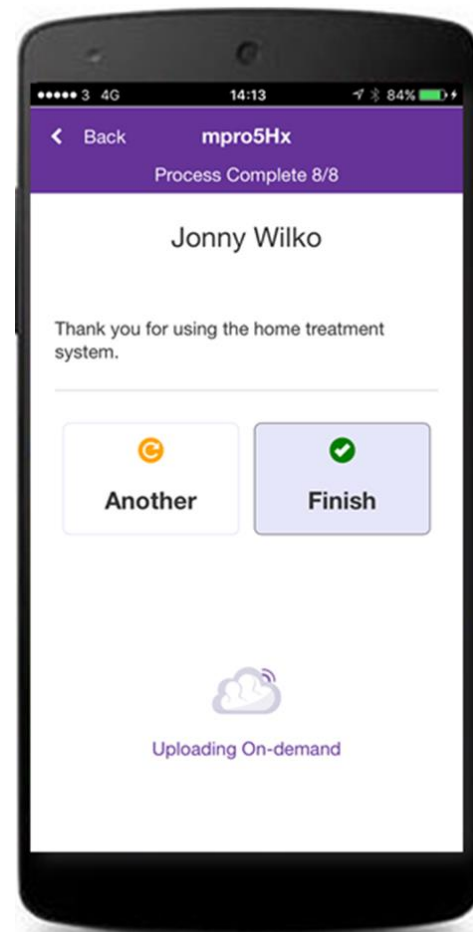 3 4G 14:13 84%
Back mpro5Hx
Process Complete 8/8
Jonny Wilko
Thank you for using the home treatment
system.
Another Finish
Uploading On-demand